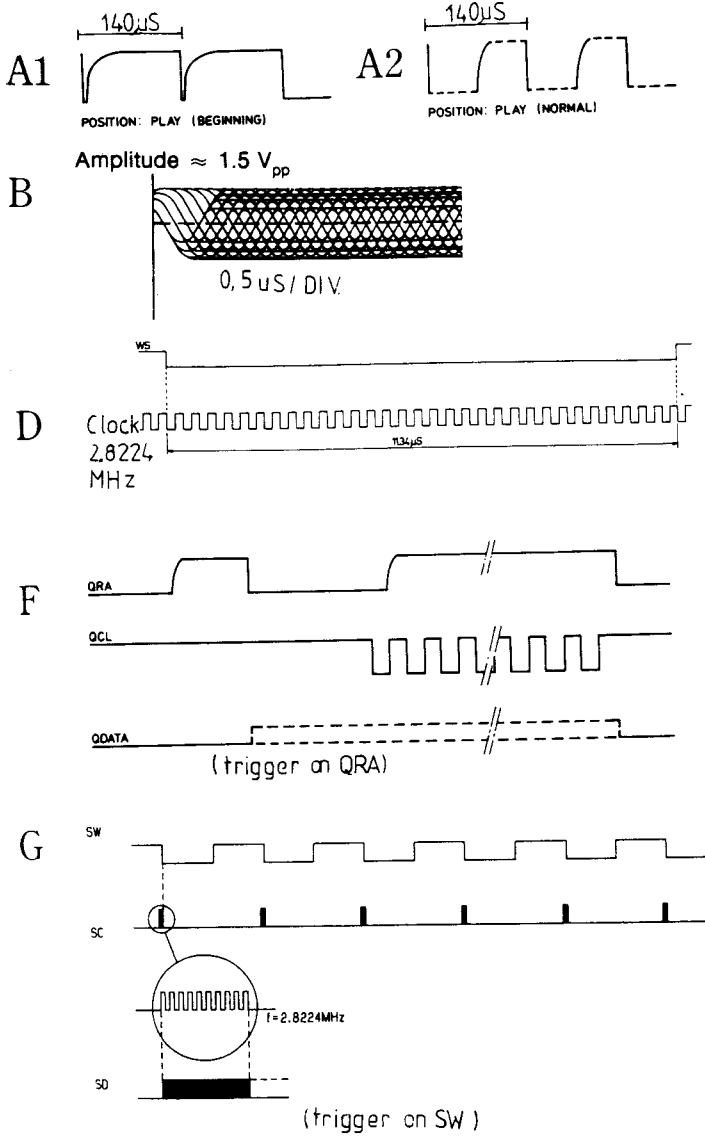 140µS
A1
POSITION: PLAY (BEGINNING)
140µS
A2
POSITION: PLAY (NORMAL)
Amplitude ≈ 1.5 Vpp
B
0,5 uS/DIV.
WS
D
Clock
2.8224
MHz
11.34µS
F
QRA
QCL
QDATA
(trigger on QRA)
G
SW
SC
f=2.8224MHz
SD
(trigger on SW)